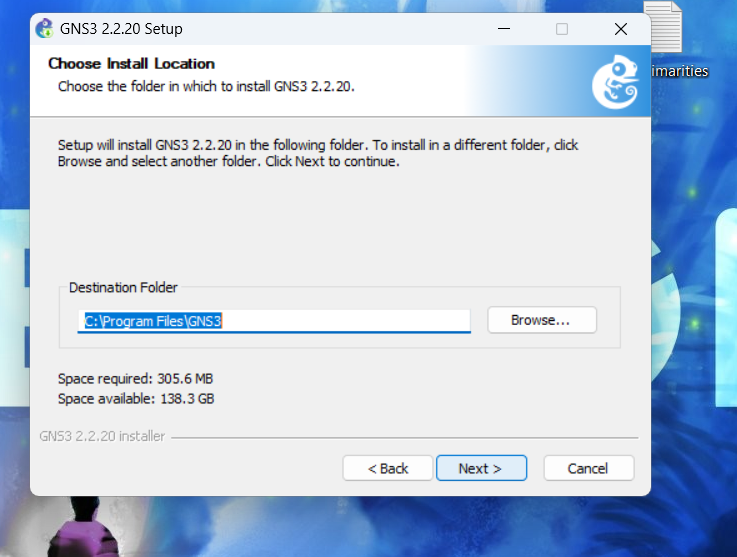 GNS3 2.2.20 Setup
Choose Install Location
Choose the folder in which to install GNS3 2.2.20.
imarities
Setup will install GNS3 2.2.20 in the following folder. To install in a different folder, click
Browse and select another folder. Click Next to continue.
Destination Folder
C:\Program Files\GNS3
Browse...
Space required: 305.6 MB
Space available: 138.3 GB
GNS3 2.2.20 installer
< Back
Next >
Cancel